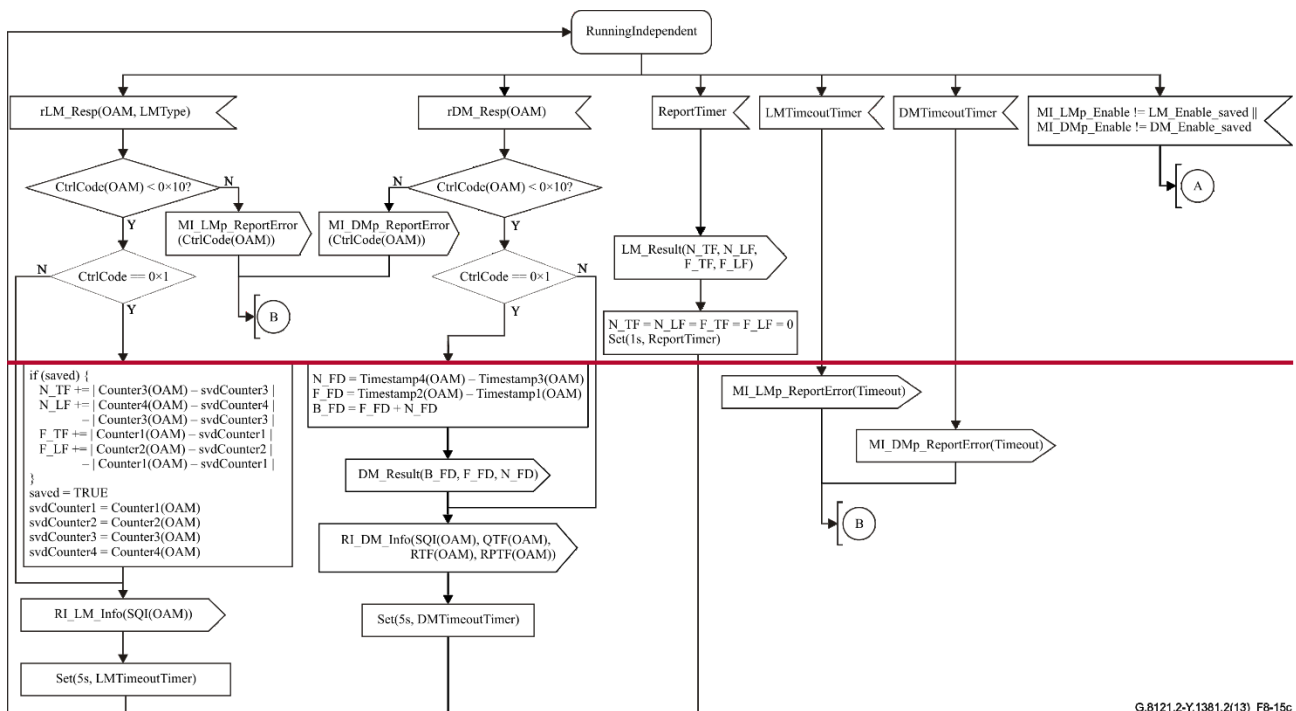 RunningIndependent
rLM_Resp(OAM, LMType)
rDM_Resp(OAM)
ReportTimer
LMTimeoutTimer
DMTimeoutTimer
MI_LMp_Enable != LM_Enable_saved ||
MI_DMp_Enable != DM_Enable_saved
CtrlCode(OAM) < 0×10?
N
Y
MI_LMp_ReportError
(CtrlCode(OAM))
N
CtrlCode(OAM) < 0×10?
Y
MI_DMp_ReportError
(CtrlCode(OAM))
A
N
CtrlCode == 0×1
Y
B
CtrlCode == 0×1
N
Y
LM_Result(N_TF, N_LF,
F_TF, F_LF)
N_TF = N_LF = F_TF = F_LF = 0
Set(1s, ReportTimer)
if (saved) {
N_TF += | Counter3(OAM) – svdCounter3 |
N_LF += | Counter4(OAM) – svdCounter4 |
– | Counter3(OAM) – svdCounter3 |
F_TF += | Counter1(OAM) – svdCounter1 |
F_LF += | Counter2(OAM) – svdCounter2 |
– | Counter1(OAM) – svdCounter1 |
}
saved = TRUE
svdCounter1 = Counter1(OAM)
svdCounter2 = Counter2(OAM)
svdCounter3 = Counter3(OAM)
svdCounter4 = Counter4(OAM)
RI_LM_Info(SQI(OAM))
Set(5s, LMTimeoutTimer)
N_FD = Timestamp4(OAM) – Timestamp3(OAM)
F_FD = Timestamp2(OAM) – Timestamp1(OAM)
B_FD = F_FD + N_FD
DM_Result(B_FD, F_FD, N_FD)
RI_DM_Info(SQI(OAM), QTF(OAM),
RTF(OAM), RPTF(OAM))
Set(5s, DMTimeoutTimer)
MI_LMp_ReportError(Timeout)
MI_DMp_ReportError(Timeout)
B
G.8121.2-Y.1381.2(13)_F8-15c